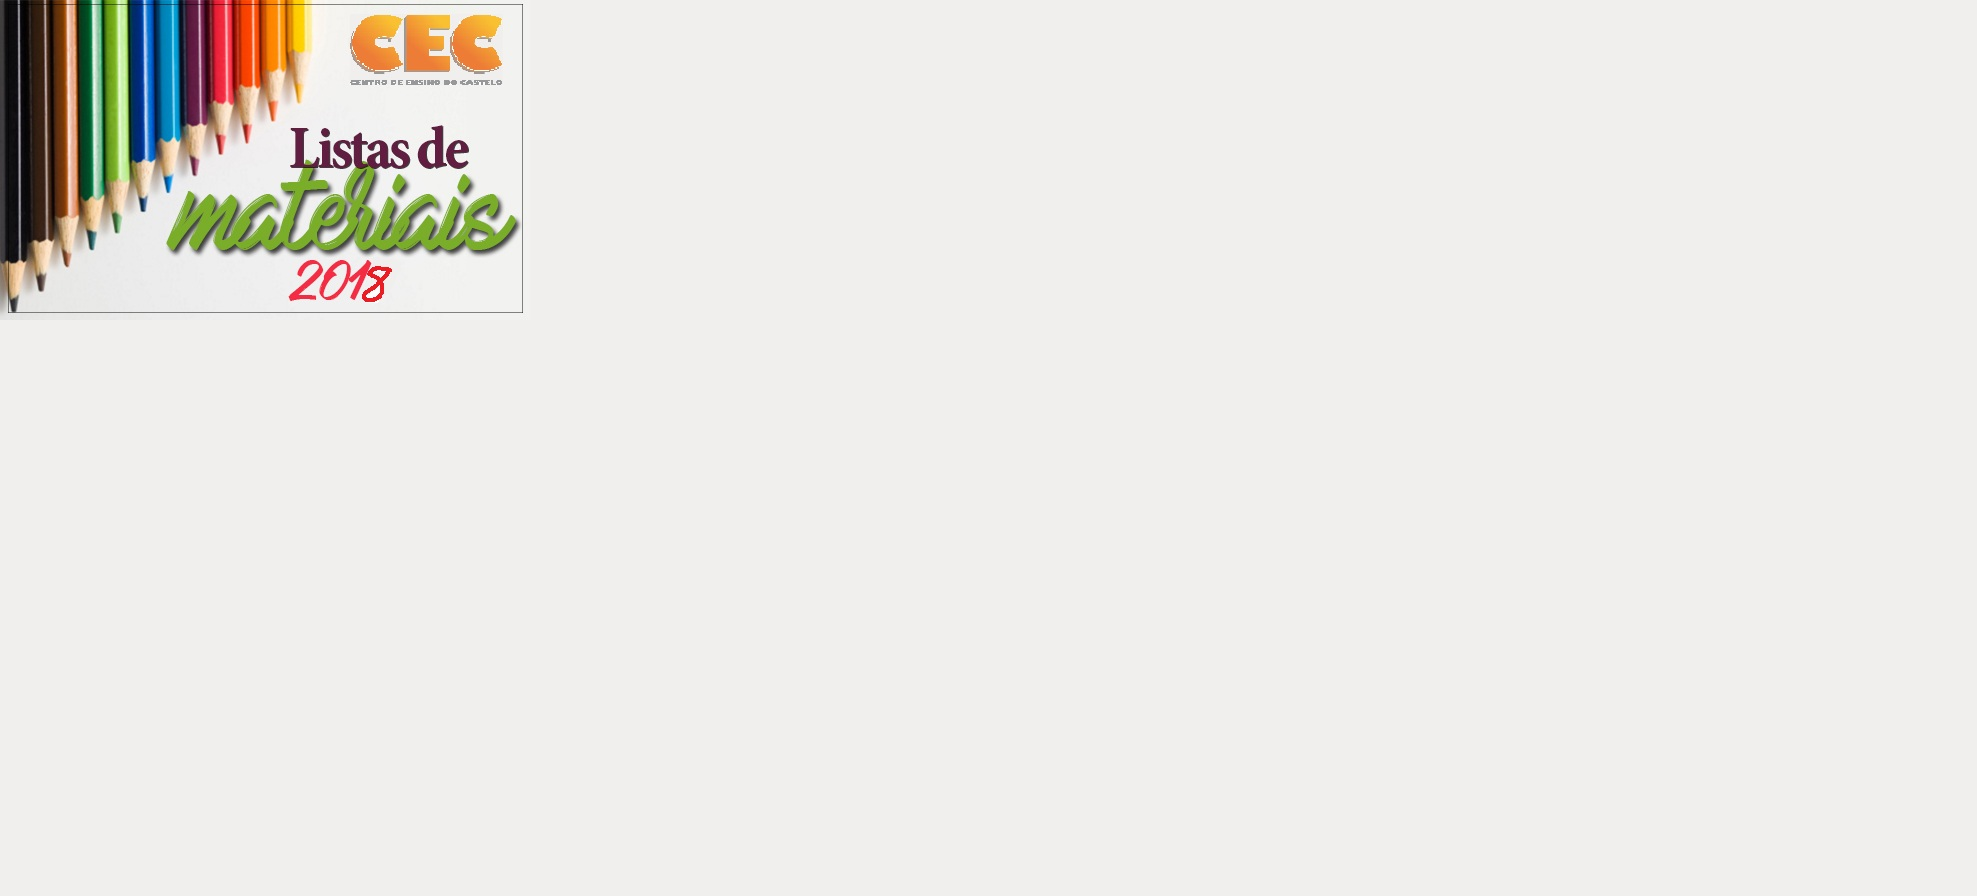 CEC
CENTRO DE ENSINO DO CASTELO
Listas de
materiais
2018